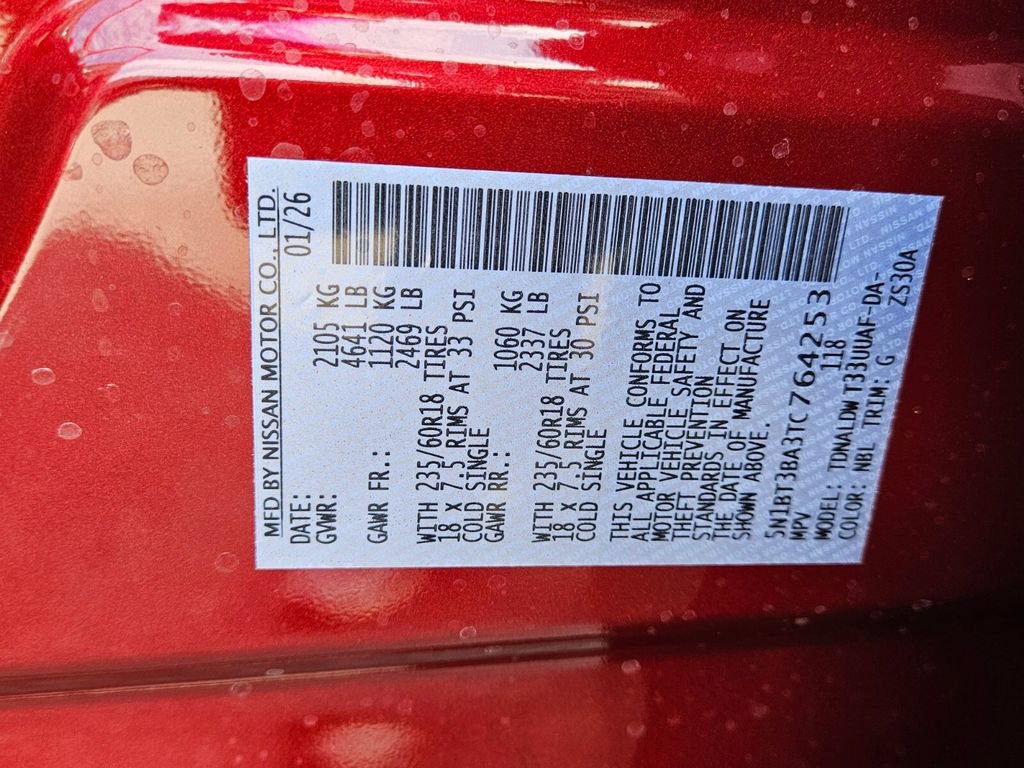 MFD BY NISSAN MOTOR CO., LTD.
DATE: 01/26
GVWR: 2105 KG
4641 LB
GAWR FR.: 1120 KG
2469 LB
WITH 235/60R18 TIRES
18 X 7.5 RIMS AT 33 PSI
COLD SINGLE
GAWR RR.: 1060 KG
2337 LB
WITH 235/60R18 TIRES
18 X 7.5 RIMS AT 30 PSI
COLD SINGLE
THIS VEHICLE CONFORMS TO
ALL APPLICABLE FEDERAL
MOTOR VEHICLE SAFETY AND
THEFT PREVENTION
STANDARDS IN EFFECT ON
THE DATE OF MANUFACTURE
SHOWN ABOVE.
5N1BT3BA3TC764253
MPV 118
MODEL: TDNALDW T33UUAF-DA-
COLOR: NBL TRIM: G ZS30A